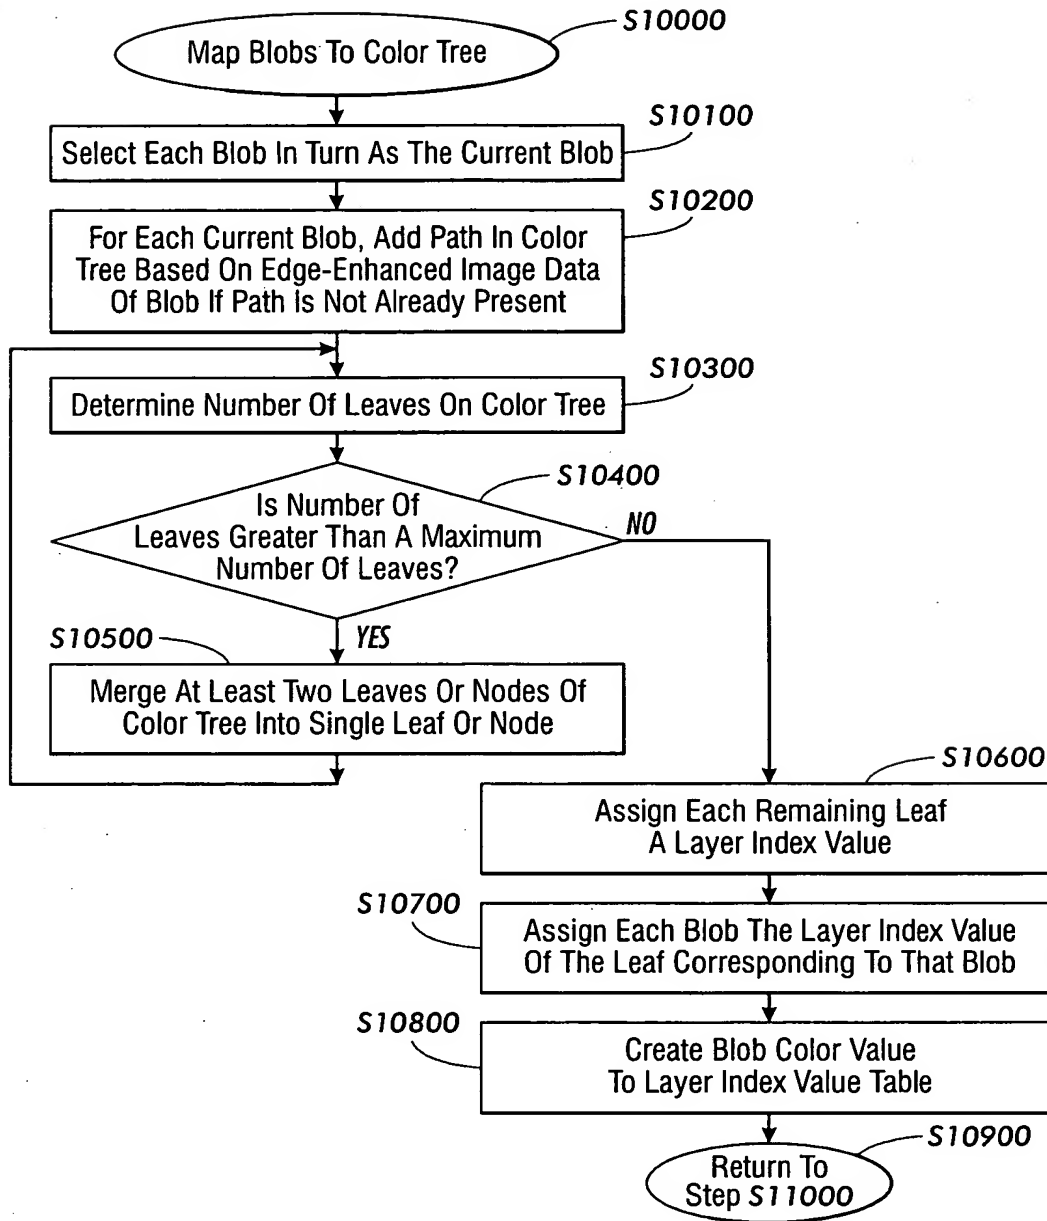 S10000
Map Blobs To Color Tree
S10100
Select Each Blob In Turn As The Current Blob
S10200
For Each Current Blob, Add Path In Color
Tree Based On Edge-Enhanced Image Data
Of Blob If Path Is Not Already Present
S10300
Determine Number Of Leaves On Color Tree
S10400
Is Number Of
Leaves Greater Than A Maximum
Number Of Leaves?
NO
YES
S10500
Merge At Least Two Leaves Or Nodes Of
Color Tree Into Single Leaf Or Node
S10600
Assign Each Remaining Leaf
A Layer Index Value
S10700
Assign Each Blob The Layer Index Value
Of The Leaf Corresponding To That Blob
S10800
Create Blob Color Value
To Layer Index Value Table
S10900
Return To
Step S11000